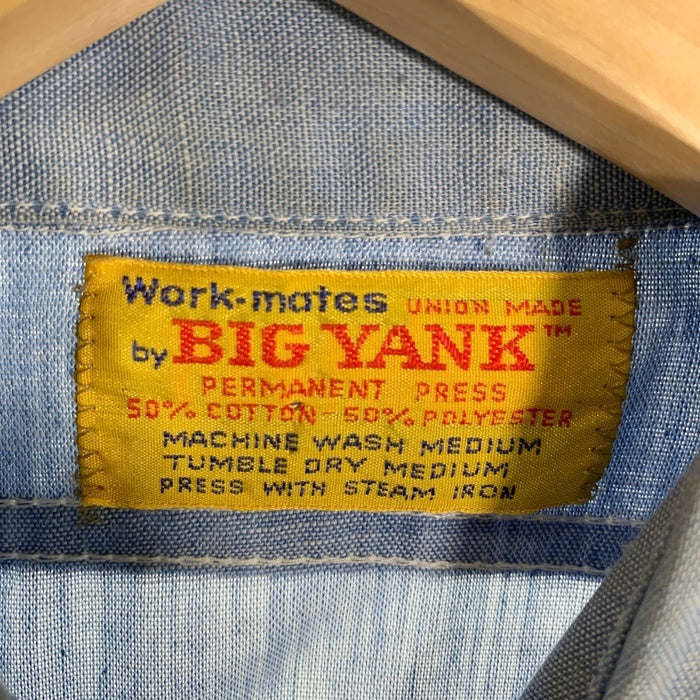 Work-mates UNION MADE
by BIG YANK™
PERMANENT PRESS
50% COTTON - 50% POLYESTER
MACHINE WASH MEDIUM
TUMBLE DRY MEDIUM
PRESS WITH STEAM IRON